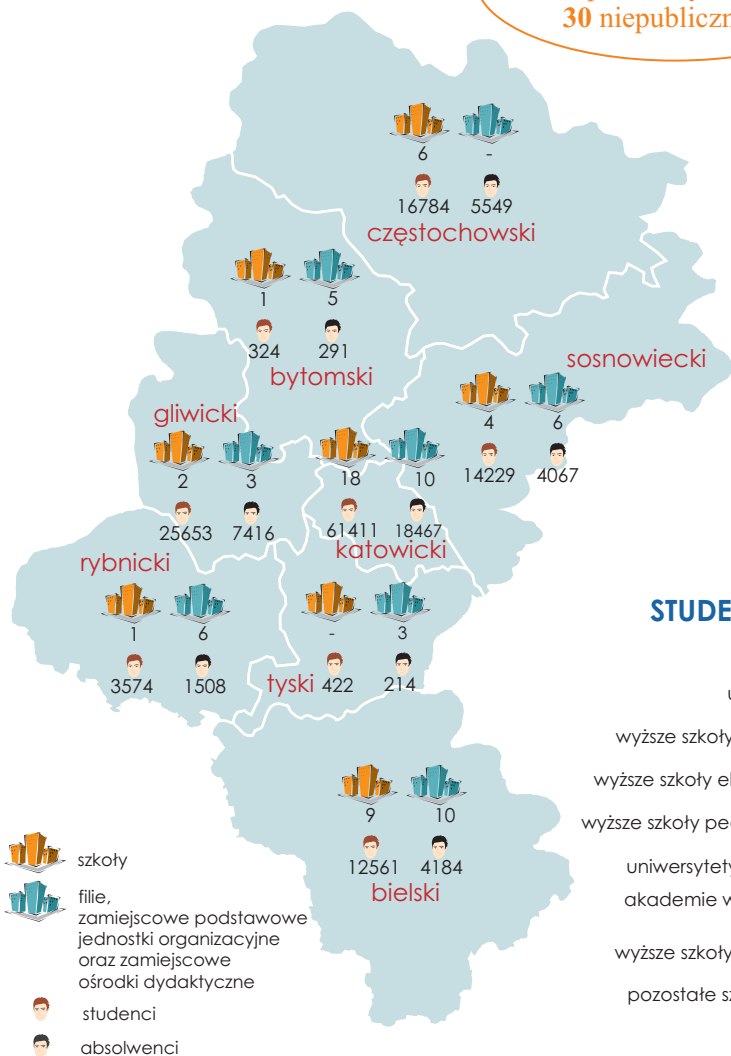 30 niepubliczn
6 -
16784 5549
częstochowski
1 5
324 291
bytomski
sosnowiecki
4 6
14229 4067
gliwicki
2 3
25653 7416
18 10
61411 18467
katowicki
rybnicki
1 6
3574 1508
- 3
tyski 422 214
9 10
12561 4184
bielski
szkoły
filie,
zamiejscowe podstawowe
jednostki organizacyjne
oraz zamiejscowe
ośrodki dydaktyczne
studenci
absolwenci
STUDE
u
wyższe szkoły
wyższe szkoły e
wyższe szkoły pe
uniwersytety
akademie w
wyższe szkoły
pozostałe sz